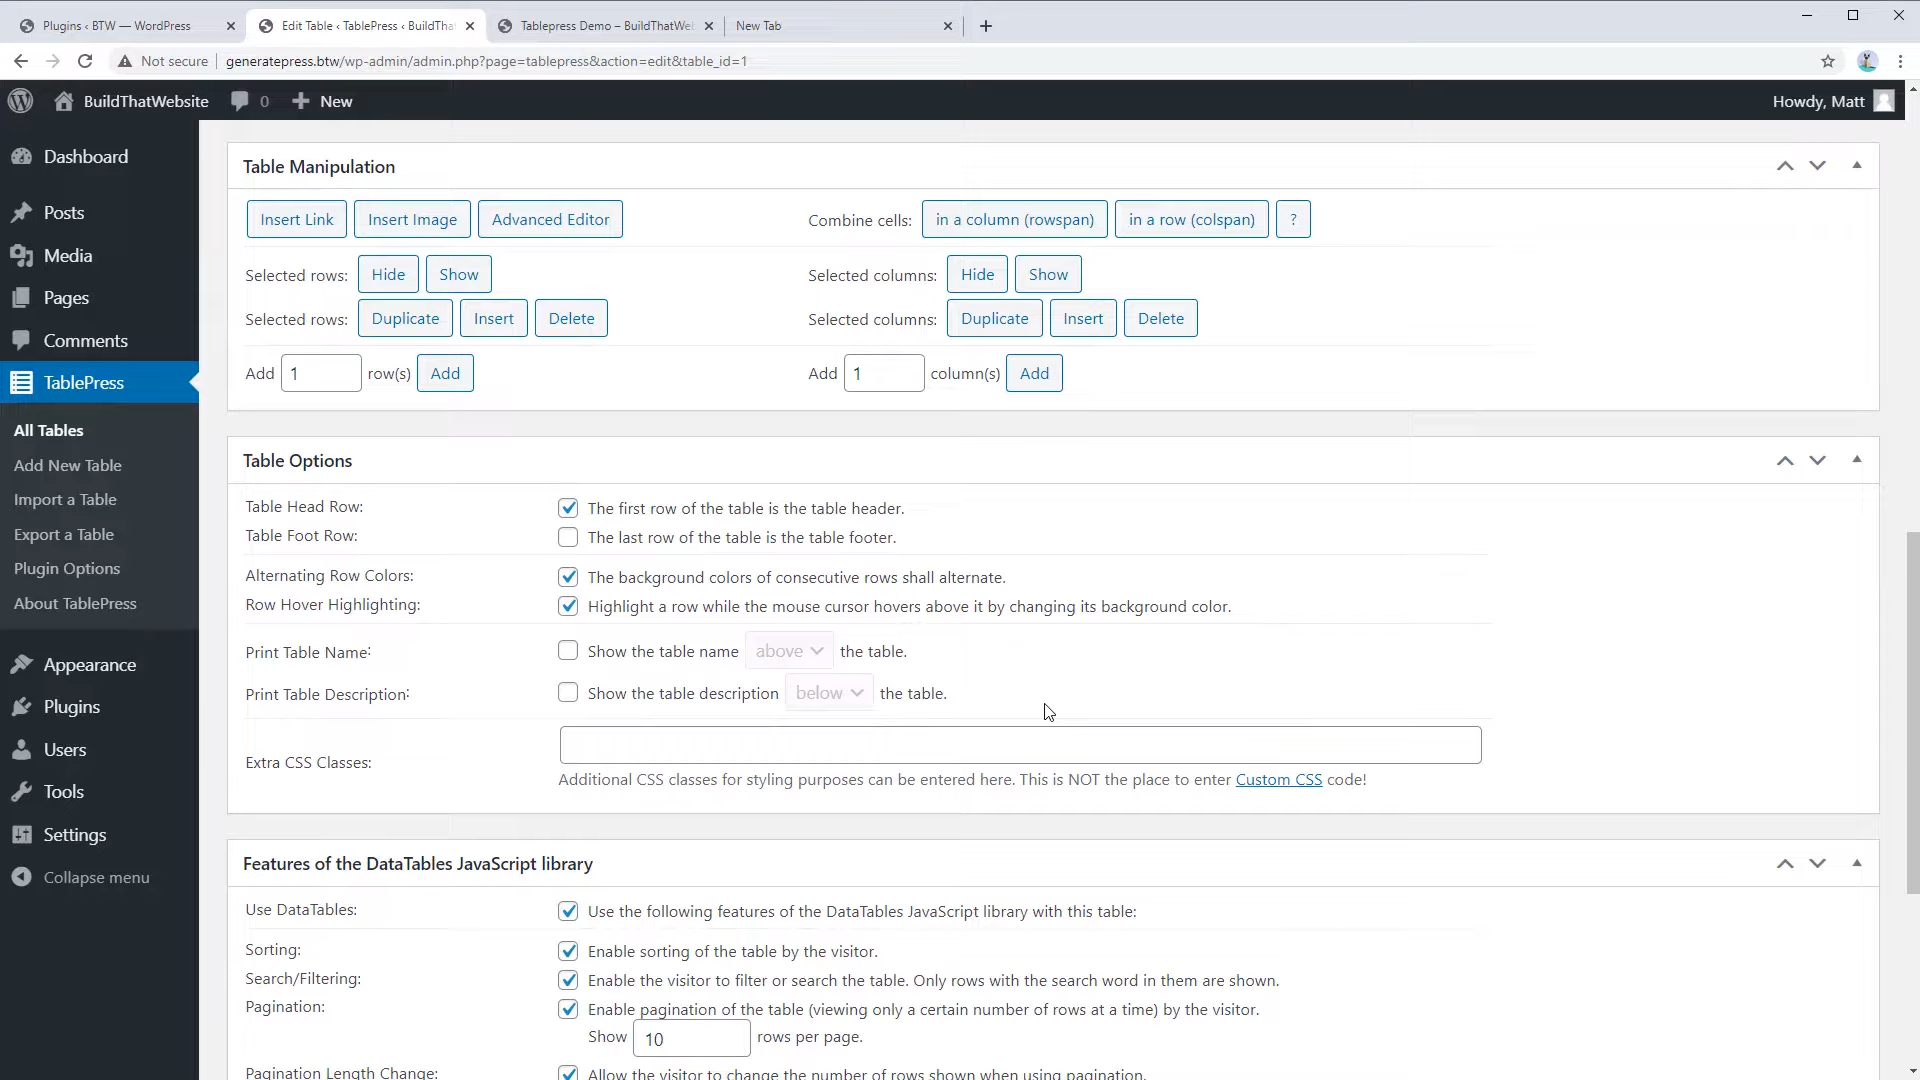 Plugins ‹ BTW — WordPress
Edit Table ‹ TablePress ‹ BuildTha
Tablepress Demo – BuildThatWe
New Tab
Not secure generatepress.btw/wp-admin/admin.php?page=tablepress&action=edit&table_id=1
BuildThatWebsite 0 New Howdy, Matt
Dashboard
Posts
Media
Pages
Comments
TablePress
All Tables
Add New Table
Import a Table
Export a Table
Plugin Options
About TablePress
Appearance
Plugins
Users
Tools
Settings
Collapse menu
Table Manipulation
Insert Link Insert Image Advanced Editor Combine cells: in a column (rowspan) in a row (colspan) ?
Selected rows: Hide Show Selected columns: Hide Show
Selected rows: Duplicate Insert Delete Selected columns: Duplicate Insert Delete
Add 1 row(s) Add Add 1 column(s) Add
Table Options
Table Head Row: The first row of the table is the table header.
Table Foot Row: The last row of the table is the table footer.
Alternating Row Colors: The background colors of consecutive rows shall alternate.
Row Hover Highlighting: Highlight a row while the mouse cursor hovers above it by changing its background color.
Print Table Name: Show the table name above the table.
Print Table Description: Show the table description below the table.
Extra CSS Classes:
Additional CSS classes for styling purposes can be entered here. This is NOT the place to enter Custom CSS code!
Features of the DataTables JavaScript library
Use DataTables: Use the following features of the DataTables JavaScript library with this table:
Sorting: Enable sorting of the table by the visitor.
Search/Filtering: Enable the visitor to filter or search the table. Only rows with the search word in them are shown.
Pagination: Enable pagination of the table (viewing only a certain number of rows at a time) by the visitor.
Show 10 rows per page.
Pagination Length Change: Allow the visitor to change the number of rows shown when using pagination.